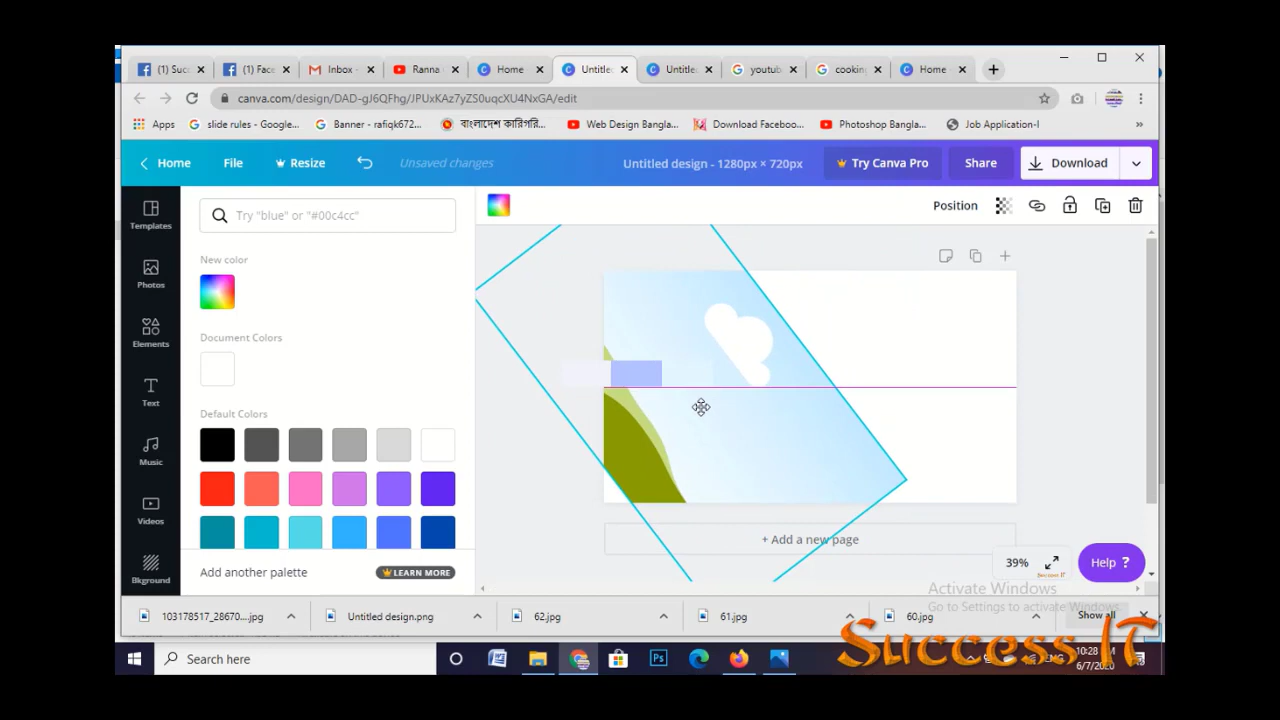 (1) Suc
(1) Face
Inbox -
Ranna i
Home
Untitle
Untitle
youtub
cooking
Home
canva.com/design/DAD-gJ6QFhg/JPUxKAz7yZS0uqcXU4NxGA/edit
Apps
slide rules - Google...
Banner - rafiqk672...
বাংলাদেশ কারিগরি...
Web Design Bangla...
Download Faceboo...
Photoshop Bangla...
Job Application-I
»
Home
File
Resize
Unsaved changes
Untitled design - 1280px × 720px
Try Canva Pro
Share
Download
Try "blue" or "#00c4cc"
Position
Templates
Photos
Elements
Text
Music
Videos
Bkground
New color
Document Colors
Default Colors
Add another palette
LEARN MORE
+ Add a new page
39%
Help ?
Activate Windows
Go to Settings to activate Windows.
103178517_28670....jpg
Untitled design.png
62.jpg
61.jpg
60.jpg
Show all
Search here
ENG
10:28
6/7/2020
Success IT